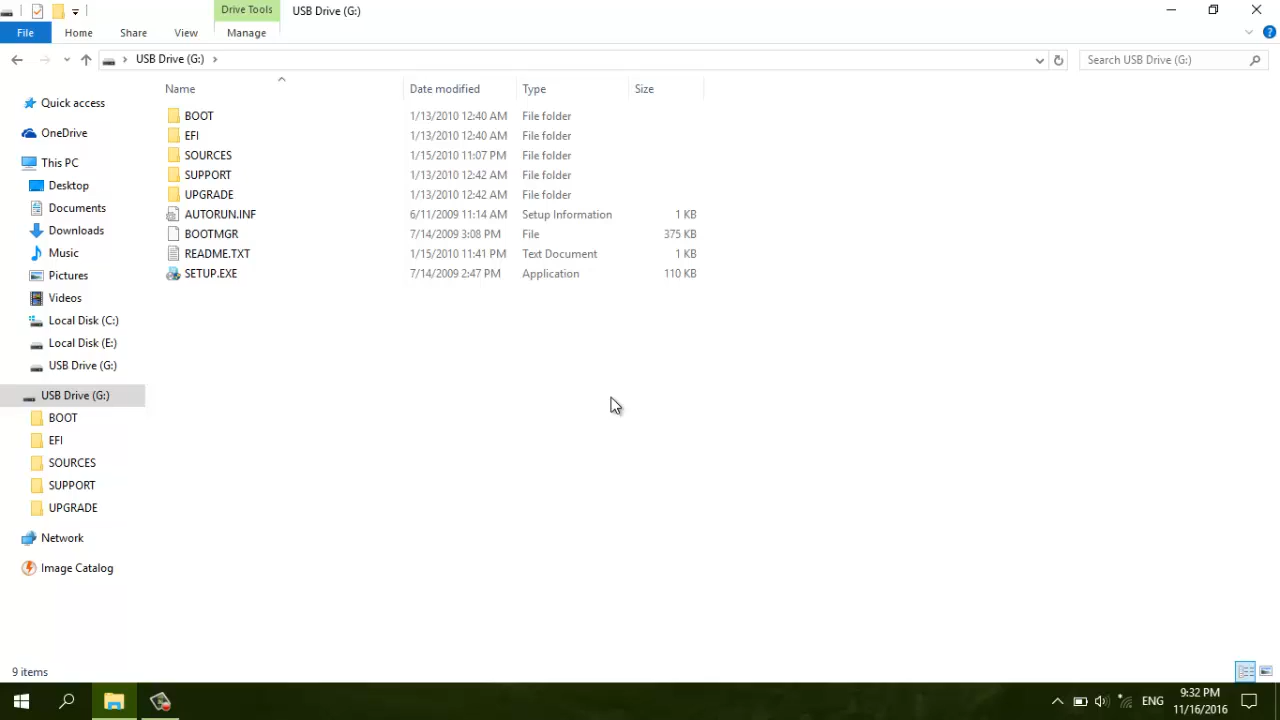 Drive Tools USB Drive (G:)
File Home Share View Manage
USB Drive (G:) Search USB Drive (G:)
Name Date modified Type Size
BOOT 1/13/2010 12:40 AM File folder
EFI 1/13/2010 12:40 AM File folder
SOURCES 1/15/2010 11:07 PM File folder
SUPPORT 1/13/2010 12:42 AM File folder
UPGRADE 1/13/2010 12:42 AM File folder
AUTORUN.INF 6/11/2009 11:14 AM Setup Information 1 KB
BOOTMGR 7/14/2009 3:08 PM File 375 KB
README.TXT 1/15/2010 11:41 PM Text Document 1 KB
SETUP.EXE 7/14/2009 2:47 PM Application 110 KB
Quick access
OneDrive
This PC
Desktop
Documents
Downloads
Music
Pictures
Videos
Local Disk (C:)
Local Disk (E:)
USB Drive (G:)
USB Drive (G:)
BOOT
EFI
SOURCES
SUPPORT
UPGRADE
Network
Image Catalog
9 items
ENG 9:32 PM
11/16/2016